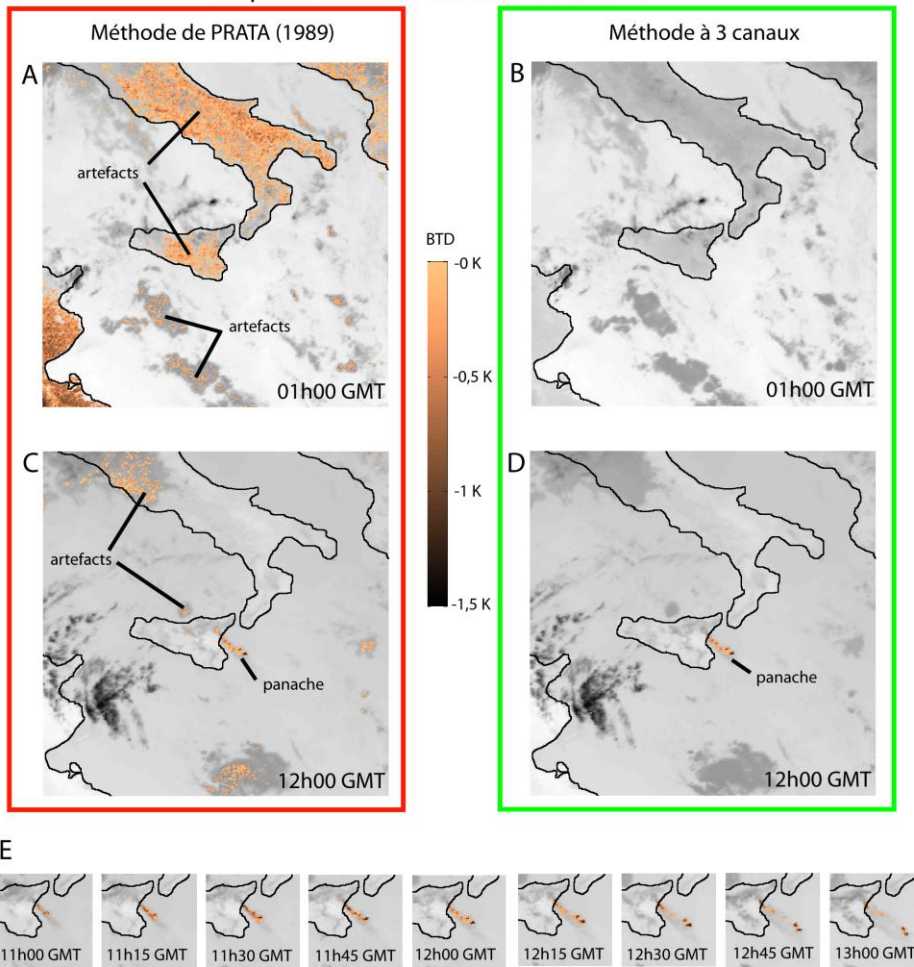 Méthode de PRATA (1989)
Méthode à 3 canaux
A
B
artefacts
artefacts
01h00 GMT
01h00 GMT
BTD
-0 K
-0,5 K
-1 K
-1,5 K
C
D
artefacts
panache
panache
12h00 GMT
12h00 GMT
E
11h00 GMT
11h15 GMT
11h30 GMT
11h45 GMT
12h00 GMT
12h15 GMT
12h30 GMT
12h45 GMT
13h00 GMT